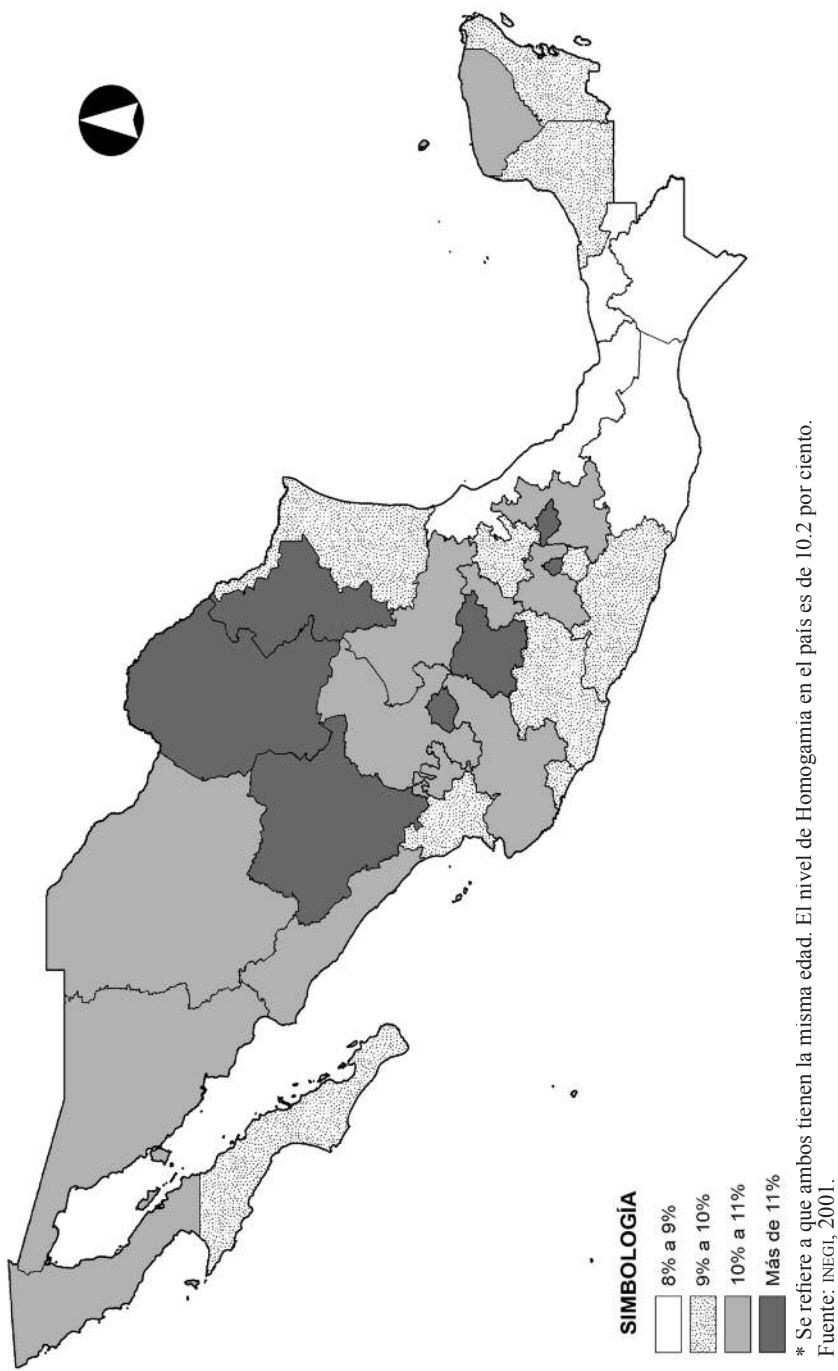 SIMBOLOGÍA
8% a 9%
9% a 10%
10% a 11%
Más de 11%
* Se refiere a que ambos tienen la misma edad. El nivel de Homogamia en el país es de 10.2 por ciento.
Fuente: INEGI, 2001.